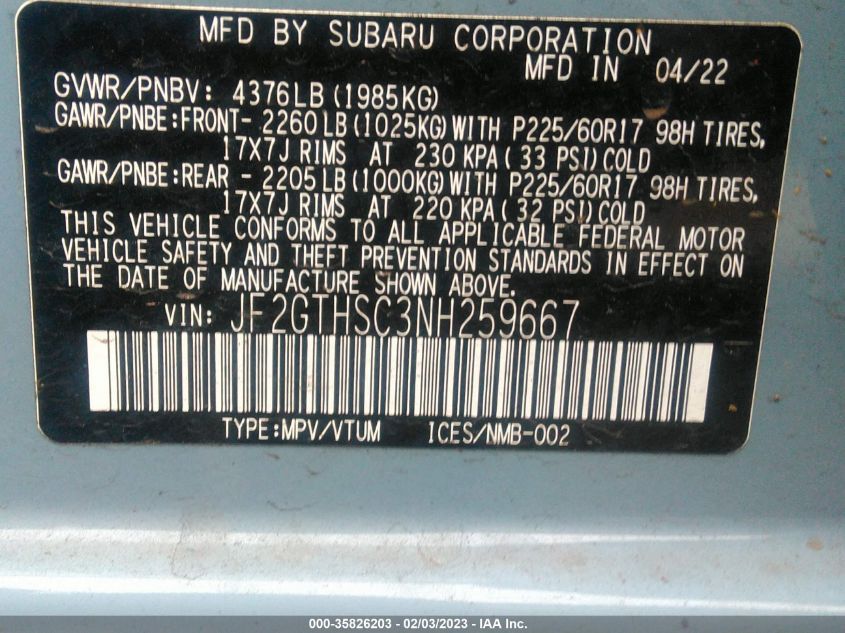 MFD BY SUBARU CORPORATION
MFD IN 04/22
GVWR/PNBV: 4376LB(1985KG)
GAWR/PNBE:FRONT- 2260LB(1025KG)WITH P225/60R17 98H TIRES,
17X7J RIMS AT 230 KPA(33 PSI)COLD
GAWR/PNBE:REAR - 2205LB(1000KG)WITH P225/60R17 98H TIRES,
17X7J RIMS AT 220 KPA(32 PSI)COLD
THIS VEHICLE CONFORMS TO ALL APPLICABLE FEDERAL MOTOR
VEHICLE SAFETY AND THEFT PREVENTION STANDARDS IN EFFECT ON
THE DATE OF MANUFACTURE SHOWN ABOVE.
VIN: JF2GTHSC3NH259667
TYPE:MPV/VTUM ICES/NMB-002
000-35826203 - 02/03/2023 - IAA Inc.